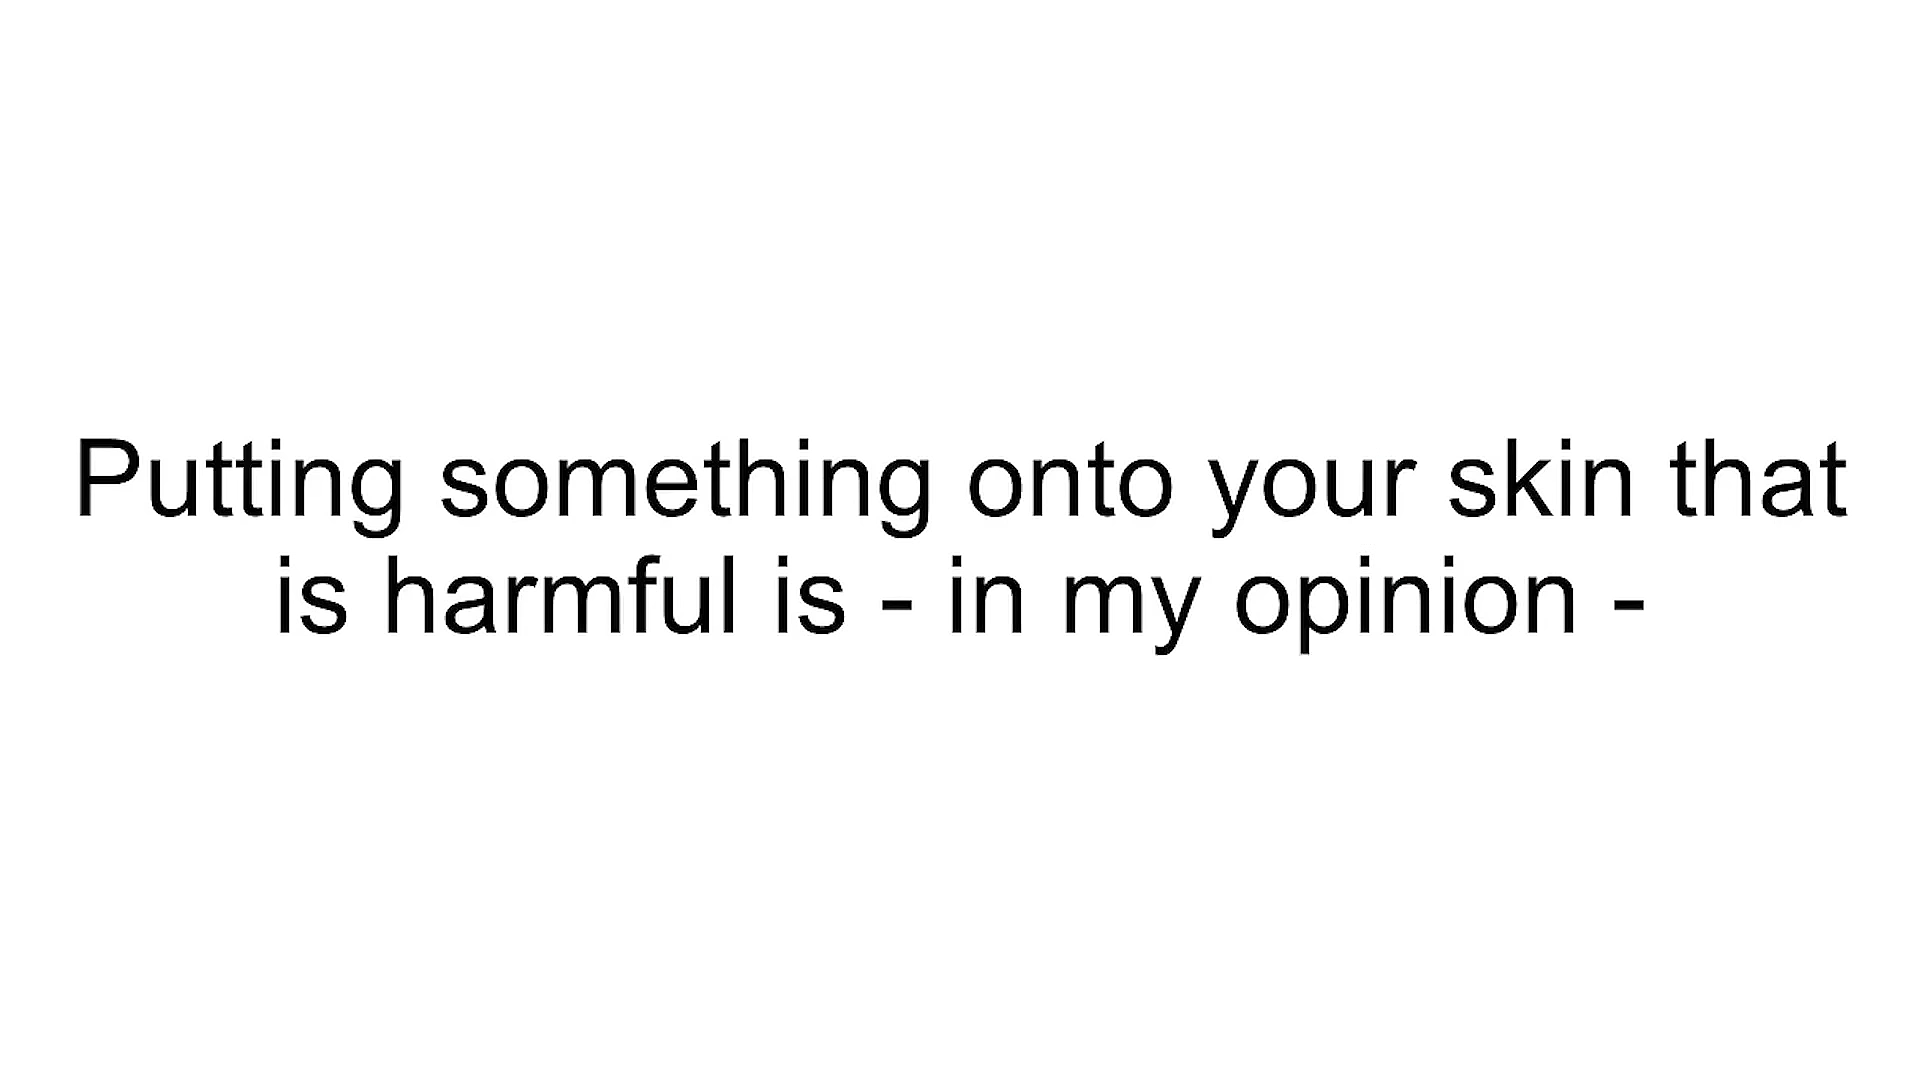 Putting something onto your skin that
is harmful is - in my opinion -